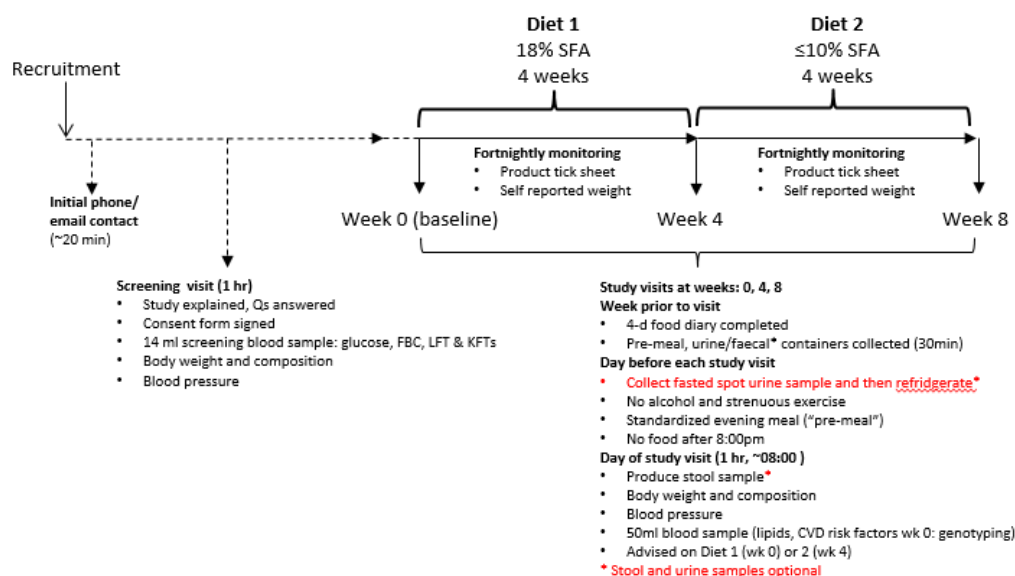 Recruitment
Diet 1
18% SFA
4 weeks
Diet 2
≤10% SFA
4 weeks
Fortnightly monitoring
• Product tick sheet
• Self reported weight
Fortnightly monitoring
• Product tick sheet
• Self reported weight
Initial phone/
email contact
(~20 min)
Week 0 (baseline)
Week 4
Week 8
Screening visit (1 hr)
• Study explained, Qs answered
• Consent form signed
• 14 ml screening blood sample: glucose, FBC, LFT & KFTs
• Body weight and composition
• Blood pressure
Study visits at weeks: 0, 4, 8
Week prior to visit
• 4-d food diary completed
• Pre-meal, urine/faecal* containers collected (30min)
Day before each study visit
• Collect fasted spot urine sample and then refridgerate*
• No alcohol and strenuous exercise
• Standardized evening meal (“pre-meal”)
• No food after 8:00pm
Day of study visit (1 hr, ~08:00 )
• Produce stool sample*
• Body weight and composition
• Blood pressure
• 50ml blood sample (lipids, CVD risk factors wk 0: genotyping)
• Advised on Diet 1 (wk 0) or 2 (wk 4)
* Stool and urine samples optional